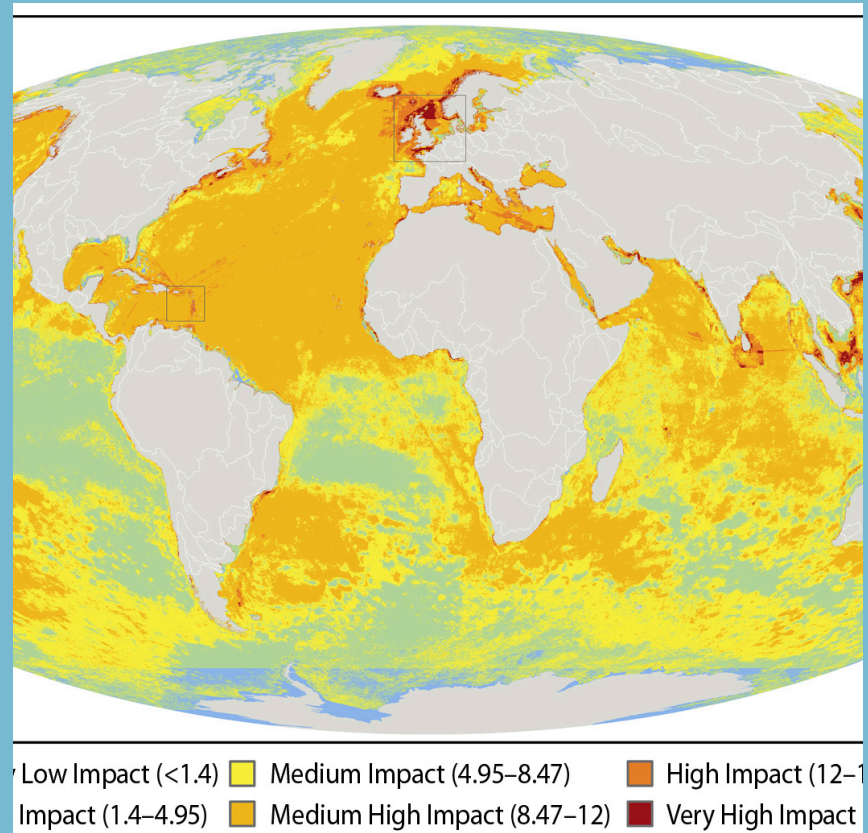 Low Impact (<1.4) Medium Impact (4.95–8.47) High Impact (12–1
Impact (1.4–4.95) Medium High Impact (8.47–12) Very High Impact